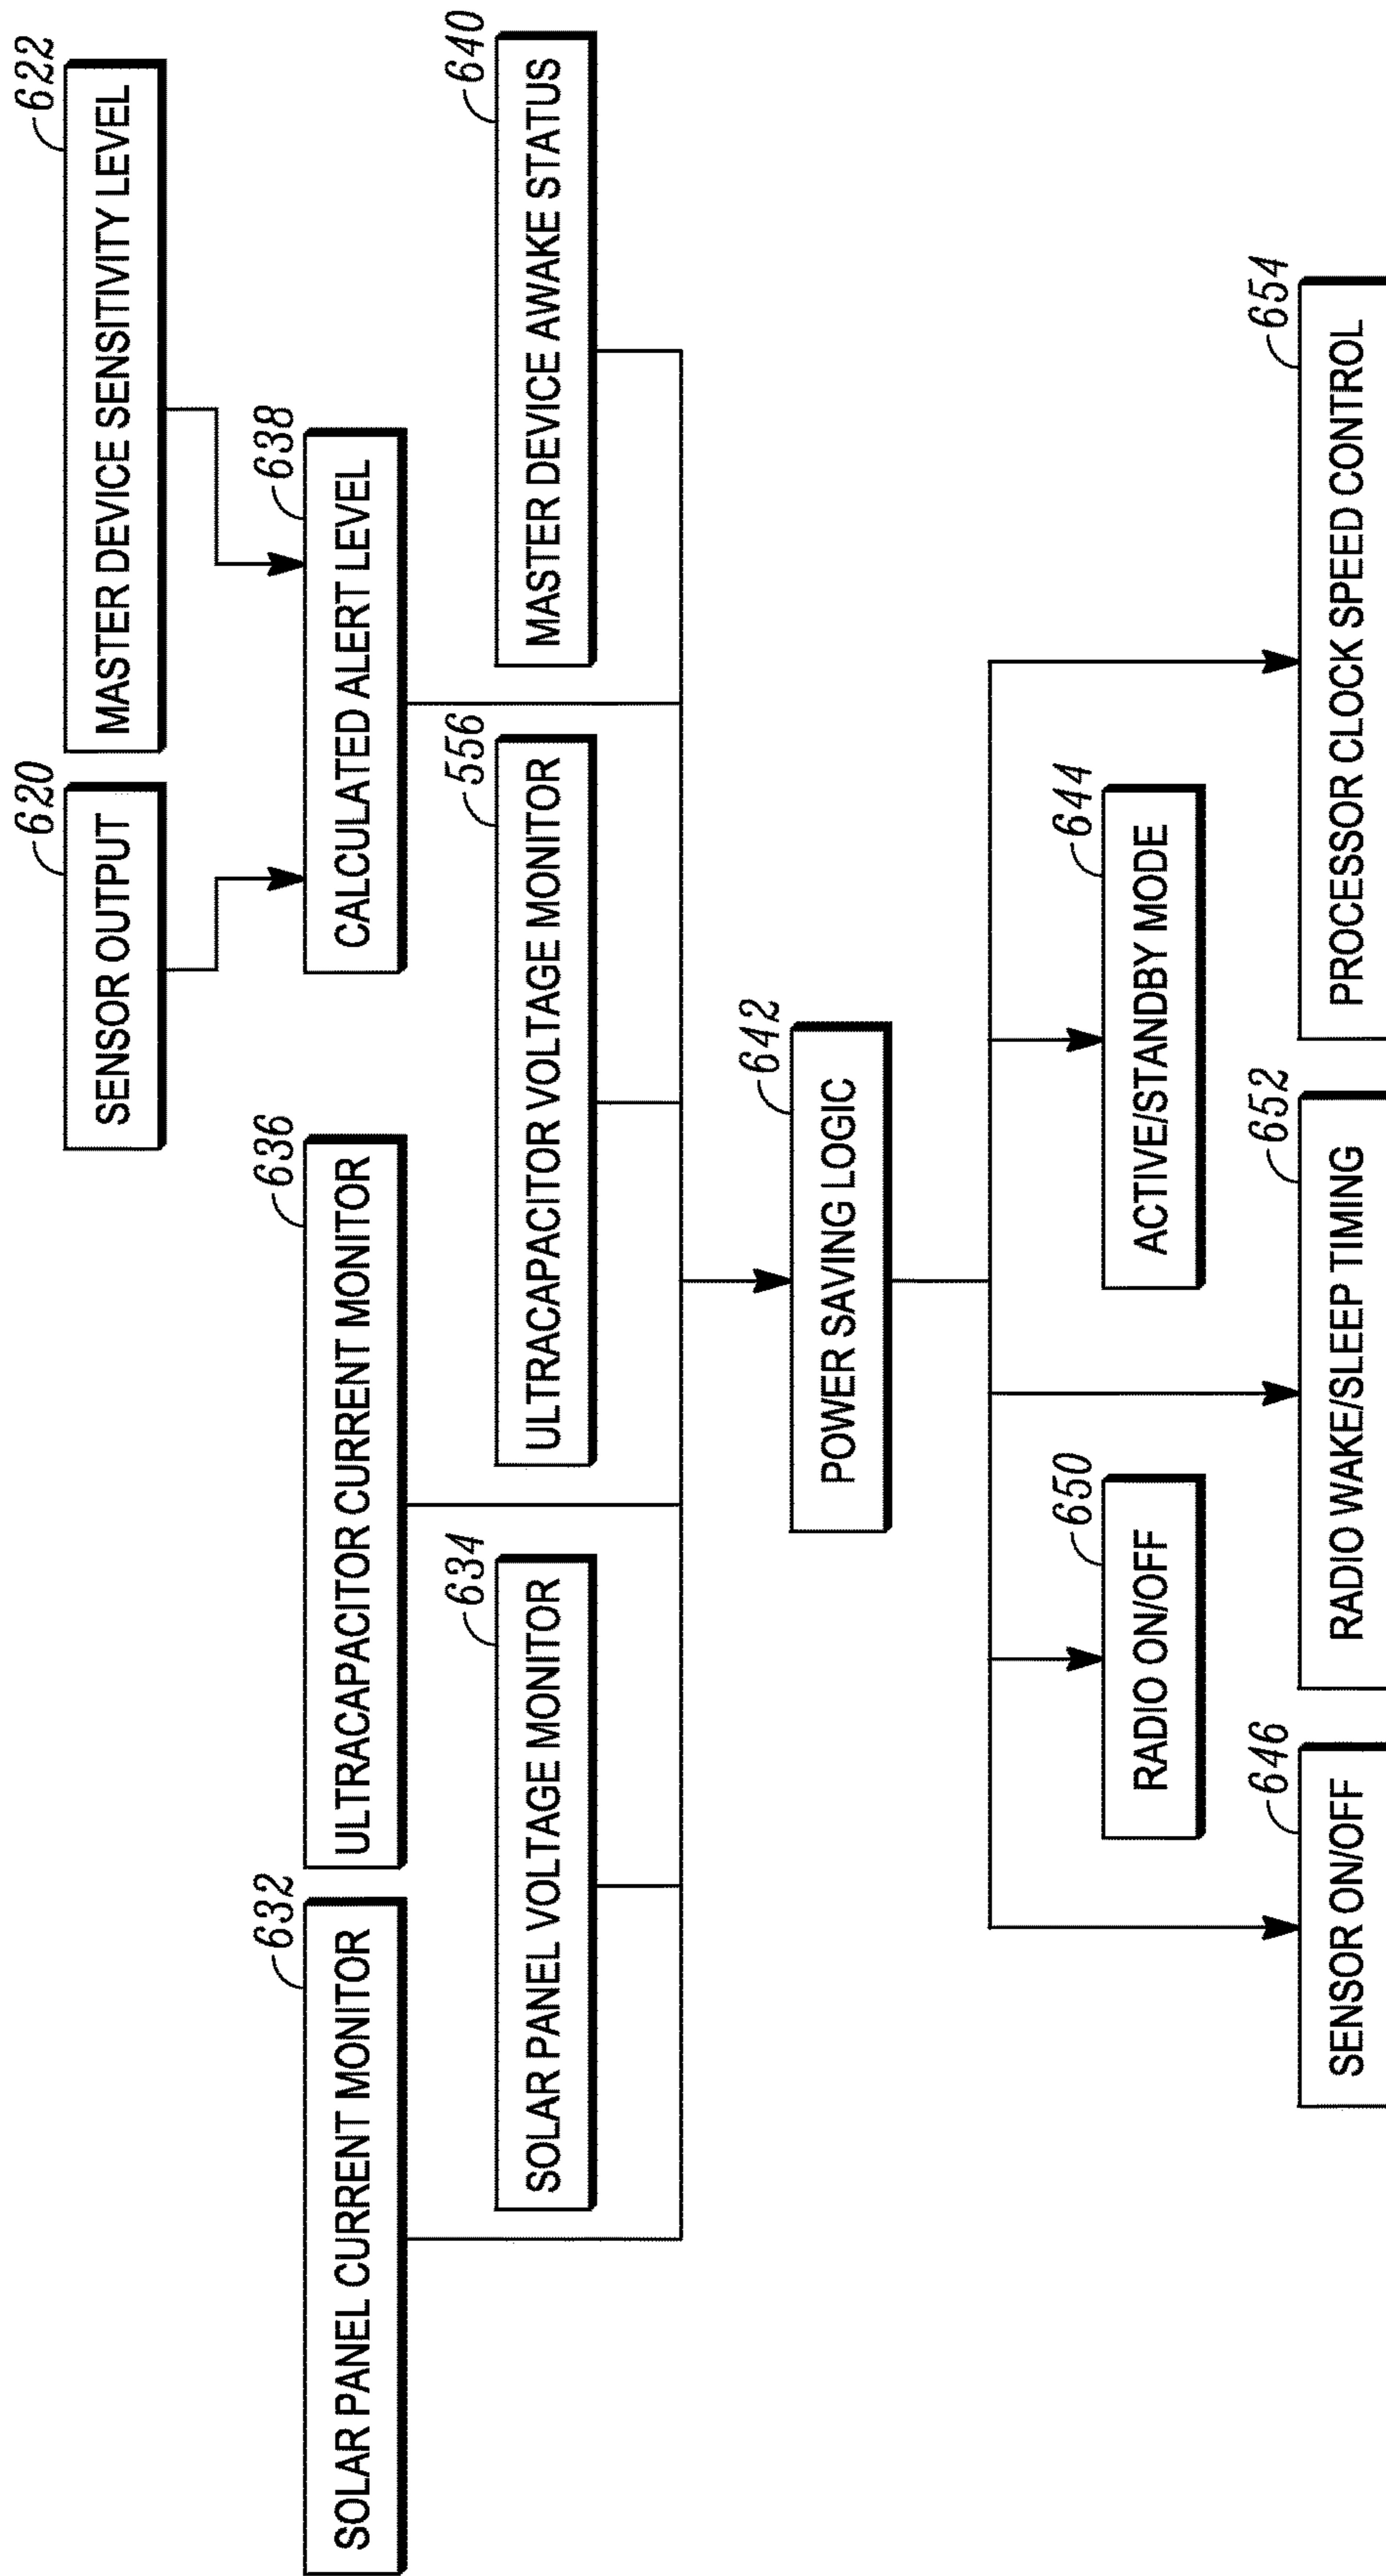 620
SENSOR OUTPUT
622
MASTER DEVICE SENSITIVITY LEVEL
632
SOLAR PANEL CURRENT MONITOR
636
ULTRACAPACITOR CURRENT MONITOR
638
CALCULATED ALERT LEVEL
634
SOLAR PANEL VOLTAGE MONITOR
556
ULTRACAPACITOR VOLTAGE MONITOR
640
MASTER DEVICE AWAKE STATUS
642
POWER SAVING LOGIC
650
RADIO ON/OFF
644
ACTIVE/STANDBY MODE
646
SENSOR ON/OFF
652
RADIO WAKE/SLEEP TIMING
654
PROCESSOR CLOCK SPEED CONTROL